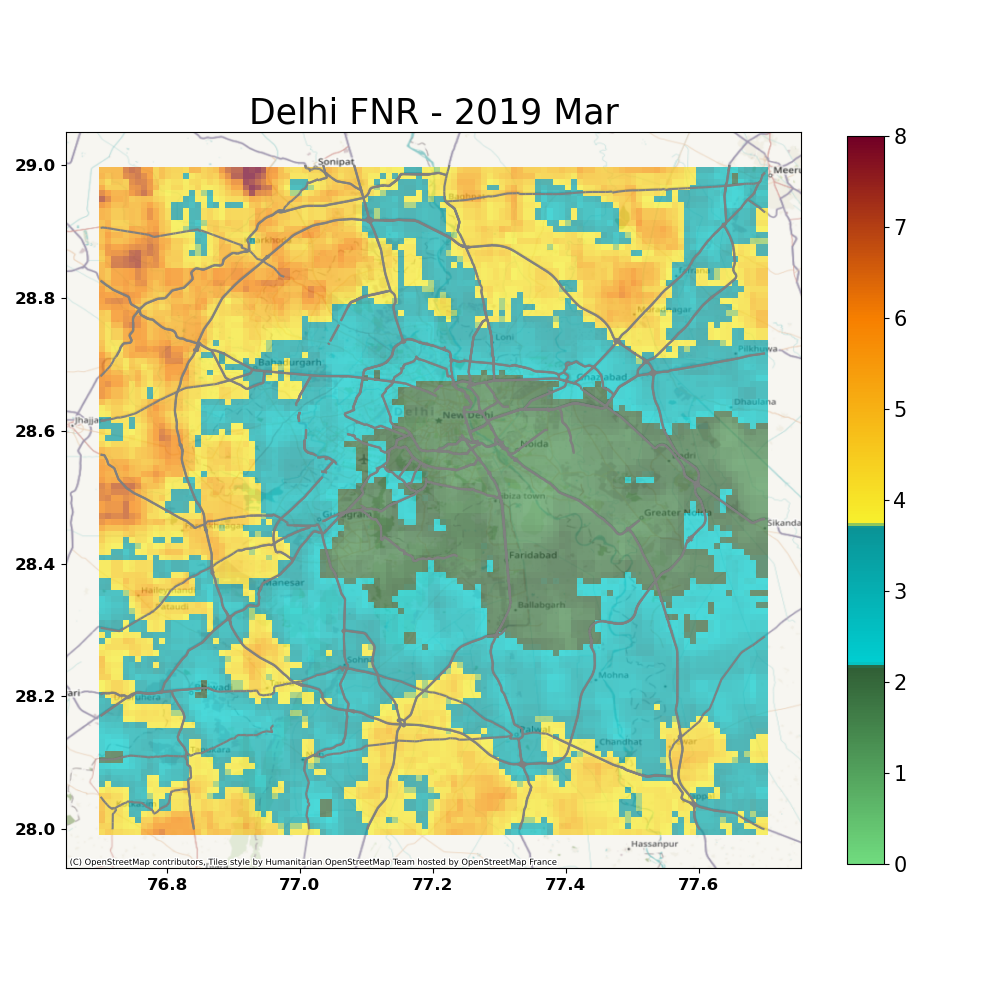 Delhi FNR - 2019 Mar
29.0
28.8
28.6
28.4
28.2
28.0
76.8
77.0
77.2
77.4
77.6
8
7
6
5
4
3
2
1
0
Sonipat
Loni
Pilkhuwa
Bahadurgarh
Ghaziabad
Dhaulana
Delhi
New Delhi
Noida
Gurugram
Greater Noida
Sikanda
Faridabad
Manesar
Ballabgarh
Sohna
Mohna
Palwal
Chandhat
Tapukara
Hassanpur
(C) OpenStreetMap contributors, Tiles style by Humanitarian OpenStreetMap Team hosted by OpenStreetMap France